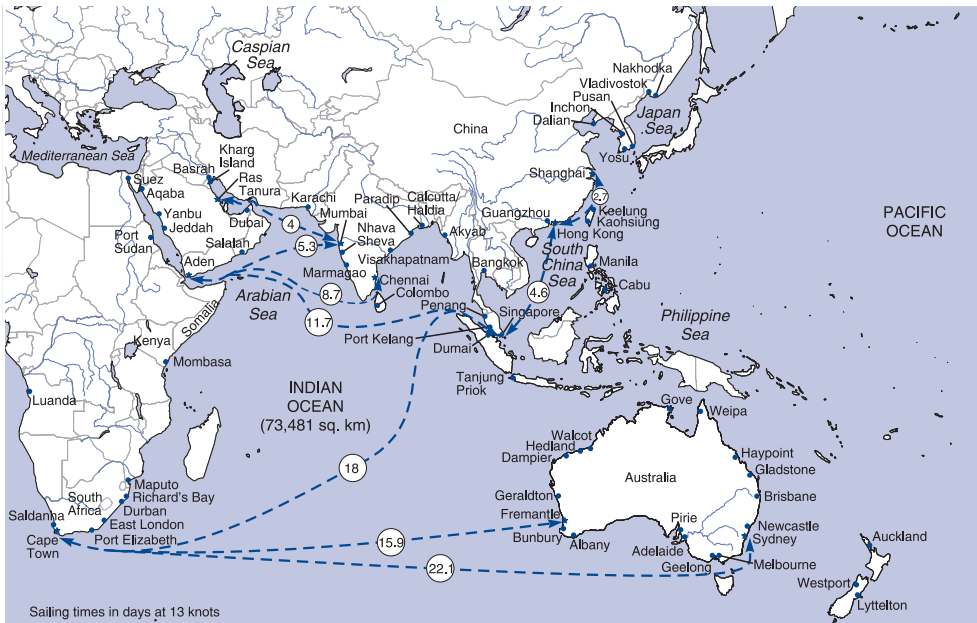 Caspian
Sea
Nakhodka
Vladivostok
Pusan
Inchon
Dalian
Japan
Sea
China
Yosu
Mediterranean Sea
Kharg
Island
Basrah
Ras
Tanura
Suez
Aqaba
Shanghai
2.7
Karachi
Mumbai
Paradip
Calcutta/
Haldia
Guangzhou
Keelung
Kaohsiung
Hong Kong
Yanbu
Jeddah
Dubai
4
Nhava
Sheva
Akyab
PACIFIC
OCEAN
Port
Sudan
Salalah
5.3
Visakhapatnam
South
China
Sea
Bangkok
Manila
Aden
Marmagao
Chennai
Cabu
8.7
Colombo
4.6
Arabian
Sea
Penang
Singapore
11.7
Somalia
Philippine
Sea
Port Kelang
Dumai
Kenya
Mombasa
Tanjung
Priok
INDIAN
OCEAN
(73,481 sq. km)
Luanda
Gove
Weipa
Walcot
Hedland
Dampier
Haypoint
Gladstone
18
Australia
Maputo
Richard's Bay
Durban
East London
Port Elizabeth
South
Africa
Saldanha
Cape
Town
Geraldton
Fremantle
Bunbury
Albany
Brisbane
Pirie
Newcastle
Sydney
Adelaide
Geelong
Melbourne
15.9
22.1
Auckland
Westport
Lyttelton
Sailing times in days at 13 knots